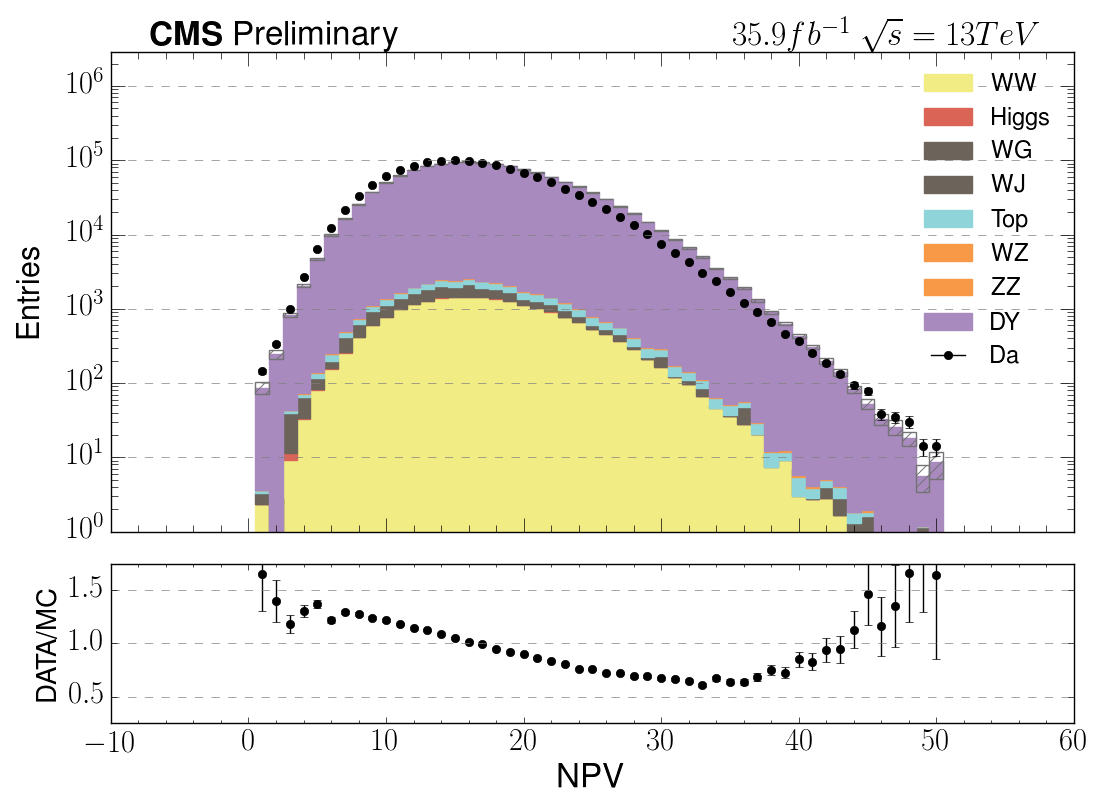 CMS Preliminary
35.9fb⁻¹ √s = 13TeV
Entries
10⁶
10⁵
10⁴
10³
10²
10¹
10⁰
WW
Higgs
WG
WJ
Top
WZ
ZZ
DY
Da
DATA/MC
1.5
1.0
0.5
−10 0 10 20 30 40 50 60
NPV